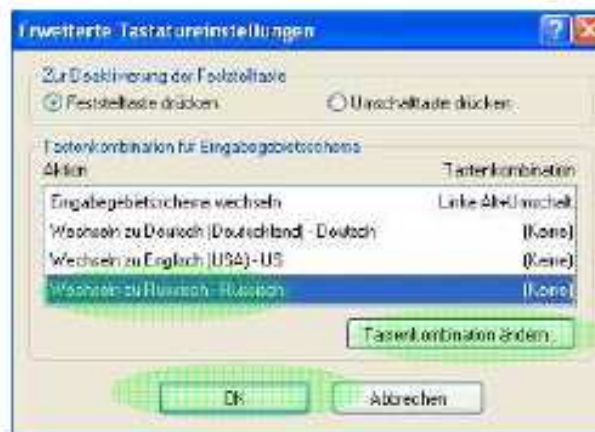 Erweiterte Tastatureinstellungen
Zur Deaktivierung der Feststelltaste
Feststelltaste drücken Umschalttaste drücken
Tastenkombination für Eingabegebietsschema
Aktion Tastenkombination
Eingabegebietsschema wechseln Linke Alt+Umschalt
Wechseln zu Deutsch (Deutschland) - Deutsch (Keine)
Wechseln zu Englisch (USA) - US (Keine)
Wechseln zu Russisch - Russisch (Keine)
Tastenkombination ändern...
OK Abbrechen